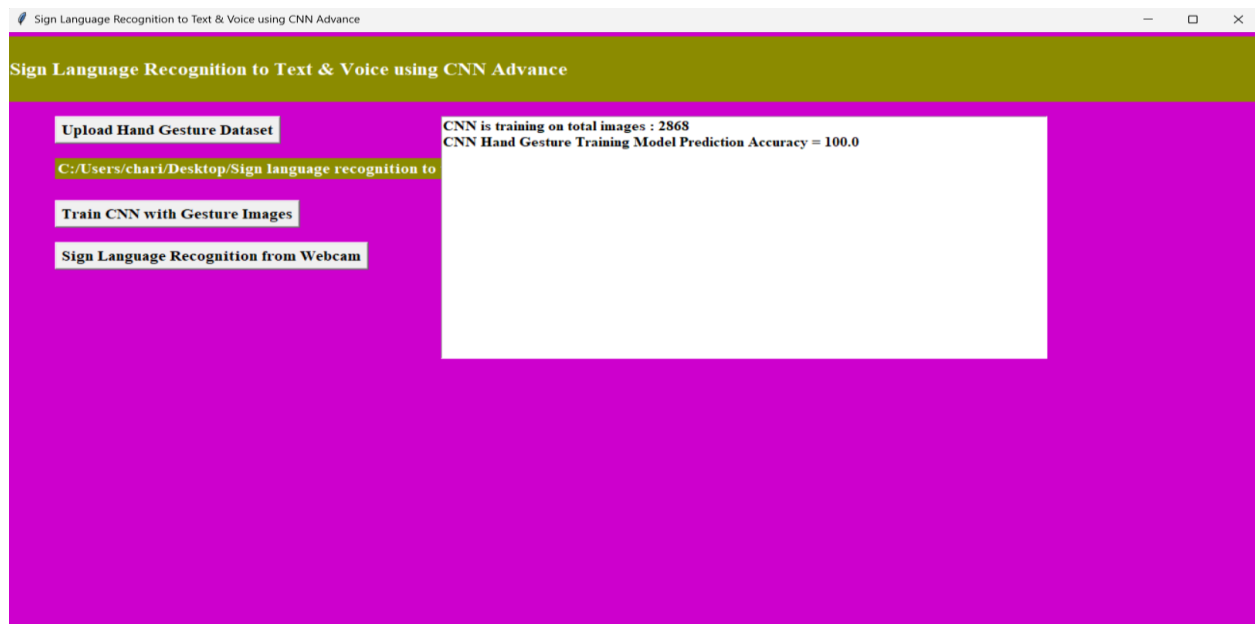 Sign Language Recognition to Text & Voice using CNN Advance
Sign Language Recognition to Text & Voice using CNN Advance
Upload Hand Gesture Dataset
C:/Users/chari/Desktop/Sign language recognition to
Train CNN with Gesture Images
Sign Language Recognition from Webcam
CNN is training on total images : 2868
CNN Hand Gesture Training Model Prediction Accuracy = 100.0